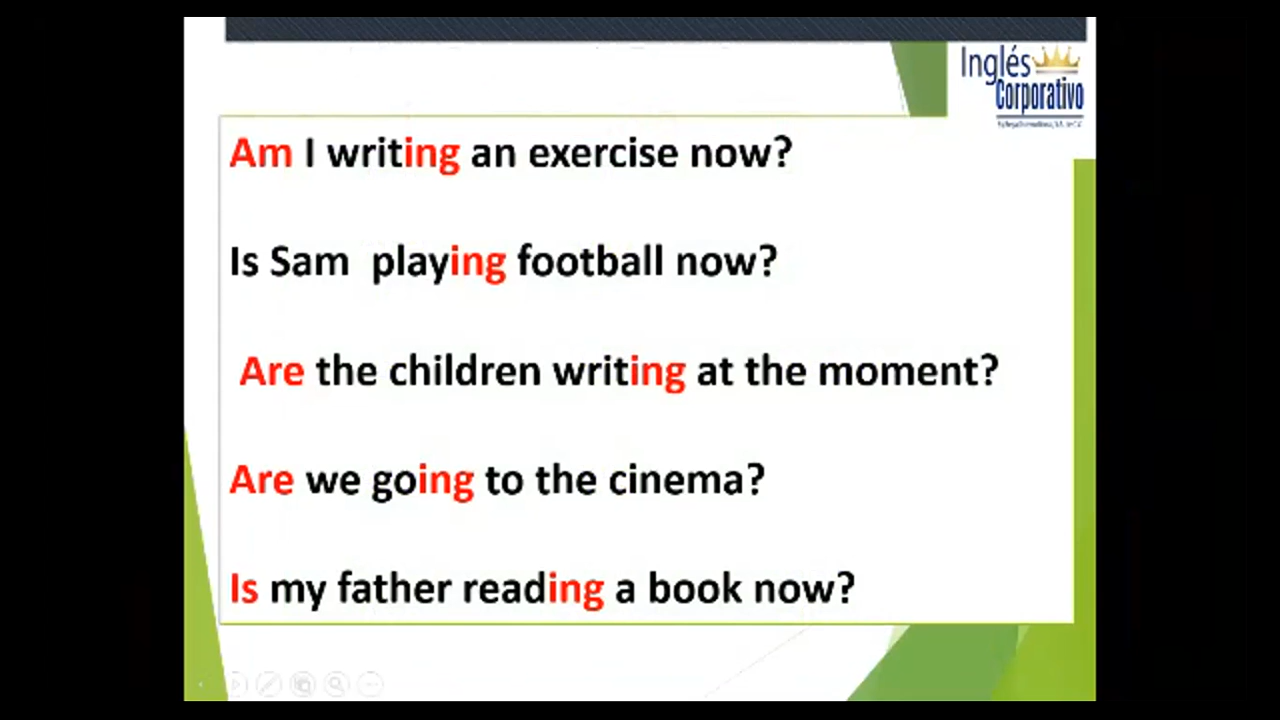 Inglés
Corporativo
Am I writing an exercise now?
Is Sam playing football now?
Are the children writing at the moment?
Are we going to the cinema?
Is my father reading a book now?